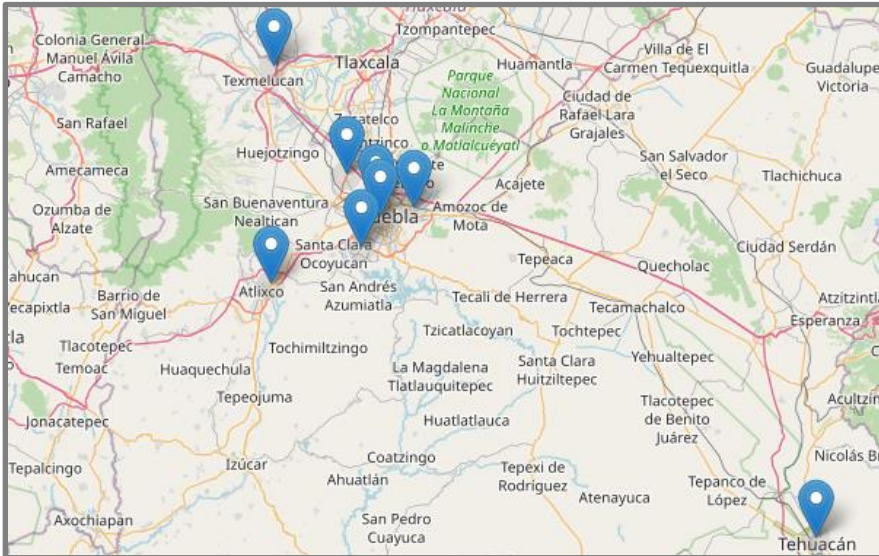 Tlaxcala
Tzompantepec
Colonia General
Manuel Ávila
Camacho
Texmelucan
Tlaxcala
Huamantla
Villa de El
Carmen Tequexquitla
Guadalupe
Victoria
Parque
Nacional
La Montaña
Malinche
o Matlalcuéyatl
Ciudad de
Rafael Lara
Grajales
San Rafael
Huejotzingo
Amecameca
San Salvador
el Seco
Tlachichuca
Acajete
Ozumba de
Alzate
San Buenaventura
Nealtican
Amozoc de
Mota
Santa Clara
Ocoyucan
Ciudad Serdán
Tepeaca
Quecholac
Atlixco
San Andrés
Azumiatla
Tecali de Herrera
Tecamachalco
Esperanza
Barrio de
San Miguel
Tlacotepec
Temoac
Tochimiltzingo
Tzicatlacoyan
Tochtepec
Yehualtepec
Huaquechula
La Magdalena
Tlatlauquitepec
Santa Clara
Huitziltepec
Tepeojuma
Tlacotepec
de Benito
Juárez
Jonacatepec
Huatlatlauca
Tepalcingo
Izúcar
Coatzingo
Ahuatlán
Tepexi de
Rodríguez
Atenayuca
Tepanco de
López
Axochiapan
San Pedro
Cuayuca
Tehuacán